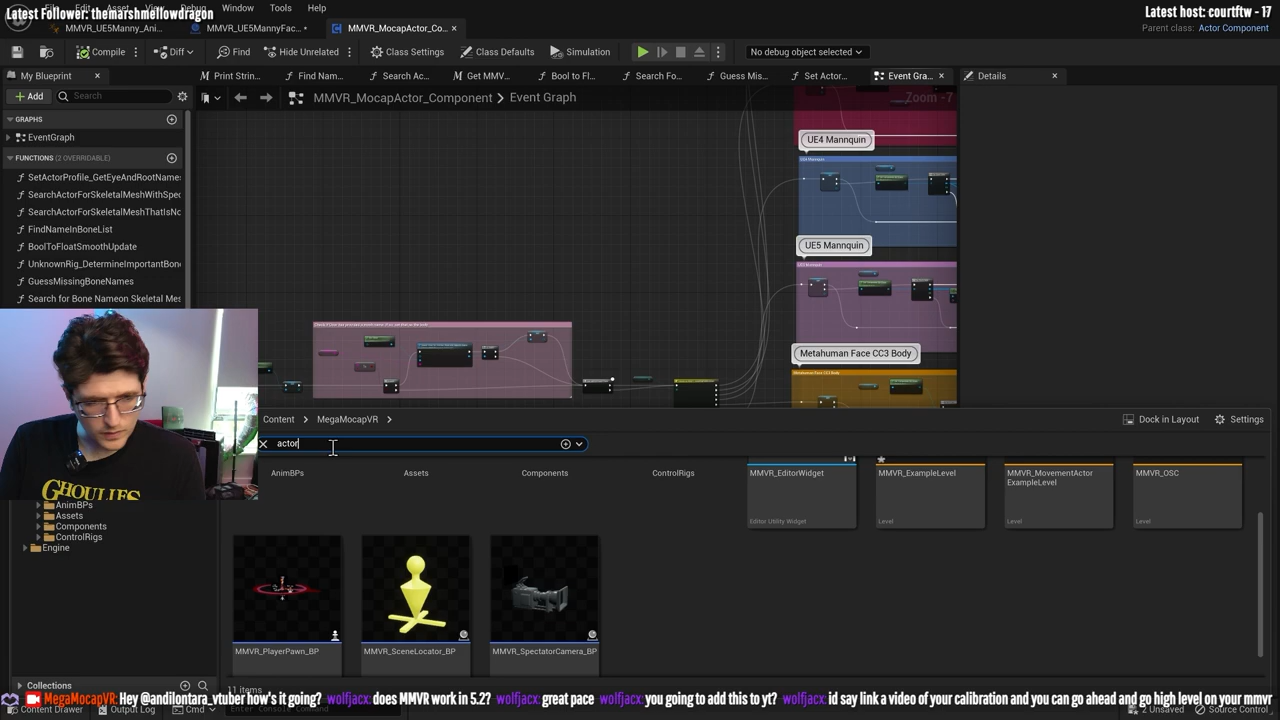 Latest Follower: themarshmellowdragon
Window Tools Help
Latest host: courtftw - 17
MMVR_UE5Manny_Ani...
MMVR_UE5MannyFac... •
MMVR_MocapActor_Co...
Parent class: Actor Component
Compile
Diff
Find
Hide Unrelated
Class Settings
Class Defaults
Simulation
No debug object selected
My Blueprint
Print Strin...
Find Nam...
Search Ac...
Get MMV...
Bool to Fl...
Search Fo...
Guess Mis...
Set Actor...
Event Gra...
Details
+ Add
Search
MMVR_MocapActor_Component > Event Graph
Zoom -7
GRAPHS
EventGraph
FUNCTIONS (2 OVERRIDABLE)
SetActorProfile_GetEyeAndRootName:
SearchActorForSkeletalMeshWithSpec
SearchActorForSkeletalMeshThatIsNo
FindNameInBoneList
BoolToFloatSmoothUpdate
UnknownRig_DetermineImportantBon
GuessMissingBoneNames
Search for Bone Nameon Skeletal Mes
UE4 Mannquin
UE5 Mannquin
Metahuman Face CC3 Body
Content > MegaMocapVR >
Dock in Layout
Settings
actor
AnimBPs
Assets
Components
ControlRigs
MMVR_EditorWidget
Editor Utility Widget
MMVR_ExampleLevel
Level
MMVR_MovementActor
ExampleLevel
Level
MMVR_OSC
Level
GHOULIES
AnimBPs
Assets
Components
ControlRigs
Engine
MMVR_PlayerPawn_BP
MMVR_SceneLocator_BP
MMVR_SpectatorCamera_BP
Collections
11 items
MegaMocapVR: Hey @andilontara_vtuber how's it going? wolfjacx: does MMVR work in 5.2? wolfjacx: great pace wolfjacx: you going to add this to yt? wolfjacx: id say link a video of your calibration and you can go ahead and go high level on your mmvr
Content Drawer
Output Log
Cmd
Enter Console Command
2 Unsaved
Source Control